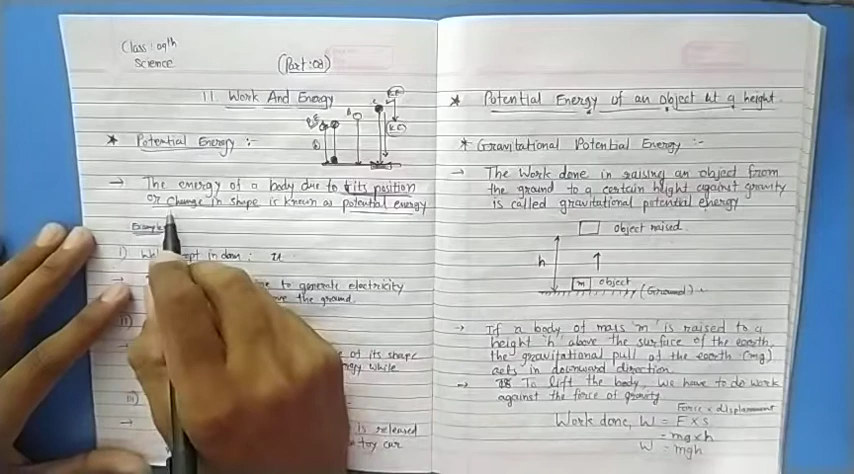 Class: 09th
Science
(Part:08)
11. Work And Energy
* Potential Energy :-
→ The energy of a body due to its position
or change in shape is known as potential energy
Example
i) in dam:
→ to generate electricity
the ground.
ii)
of its shape
while
iii)
→ is released
toy car
* Potential Energy of an object at a height.
* Gravitational Potential Energy :-
→ The Work done in raising an object from
the ground to a certain height against gravity
is called gravitational potential energy
object raised.
h
m object
(Ground).
→ If a body of mass 'm' is raised to a
height 'h' above the surface of the earth,
the gravitational pull of the earth (mg)
acts in downward direction.
→ To lift the body, we have to do work
against the force of gravity
Force x displacement
Work done, W = F x s
= mg x h
W = mgh